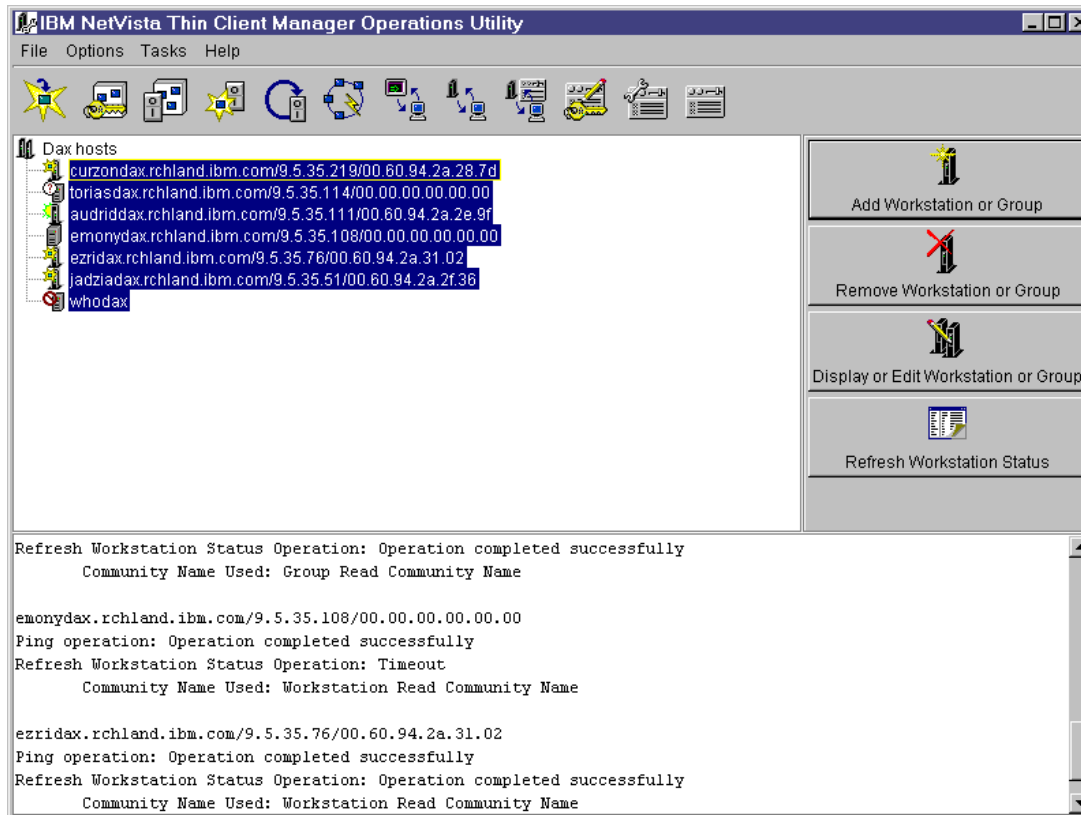 IBM NetVista Thin Client Manager Operations Utility
File Options Tasks Help
Dax hosts
curzondax.rchland.ibm.com/9.5.35.219/00.60.94.2a.28.7d
toriasdax.rchland.ibm.com/9.5.35.114/00.00.00.00.00.00
audriddax.rchland.ibm.com/9.5.35.111/00.60.94.2a.2e.9f
emonydax.rchland.ibm.com/9.5.35.108/00.00.00.00.00.00
ezridax.rchland.ibm.com/9.5.35.76/00.60.94.2a.31.02
jadziadax.rchland.ibm.com/9.5.35.51/00.60.94.2a.2f.36
whodax
Add Workstation or Group
Remove Workstation or Group
Display or Edit Workstation or Group
Refresh Workstation Status
Refresh Workstation Status Operation: Operation completed successfully
Community Name Used: Group Read Community Name
emonydax.rchland.ibm.com/9.5.35.108/00.00.00.00.00.00
Ping operation: Operation completed successfully
Refresh Workstation Status Operation: Timeout
Community Name Used: Workstation Read Community Name
ezridax.rchland.ibm.com/9.5.35.76/00.60.94.2a.31.02
Ping operation: Operation completed successfully
Refresh Workstation Status Operation: Operation completed successfully
Community Name Used: Workstation Read Community Name